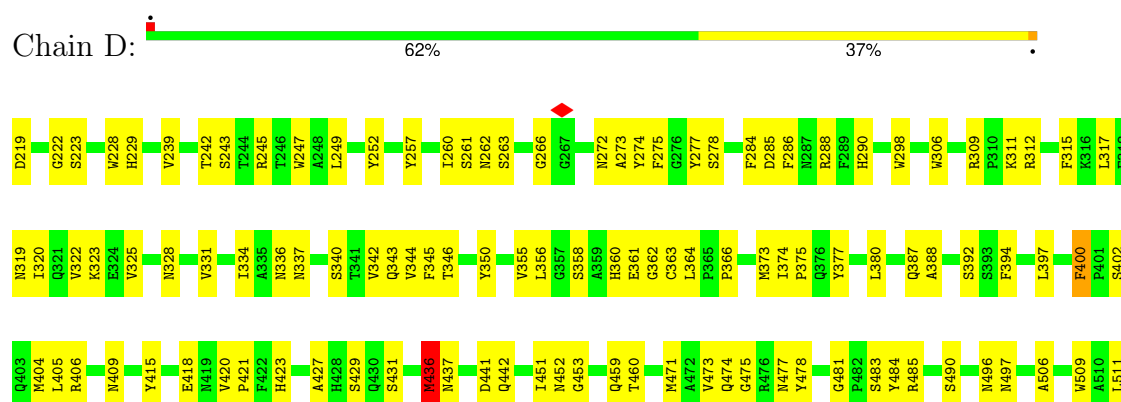 Chain D:
62% 37%
D219 G222 S223 W228 H229 V239 T242 S243 T244 R245 T246 W247 A248 L249 Y252 Y257 I260 S261 N262 S263 G266 G267 N272 A273 Y274 F275 G276 Y277 S278 F284 D285 F286 N287 R288 F289 H290 W298 W306 R309 P310 K311 R312 F315 K316 L317
N319 I320 Q321 V322 K323 E324 V325 N328 V331 I334 A335 N336 N337 S340 T341 V342 Q343 V344 F345 T346 Y350 V355 L356 G357 S358 A359 H360 E361 G362 C363 L364 P365 P366 M373 I374 P375 Q376 Y377 L380 Q387 A388 S392 S393 F394 L397 F400 P401 S402
Q403 M404 L405 R406 N409 Y415 E418 N419 V420 P421 F422 H423 A427 H428 S429 Q430 S431 M436 N437 D441 Q442 I451 N452 G453 Q459 T460 M471 A472 V473 Q474 G475 R476 N477 Y478 G481 P482 S483 Y484 R485 S490 N496 N497 A506 W509 A510 L511